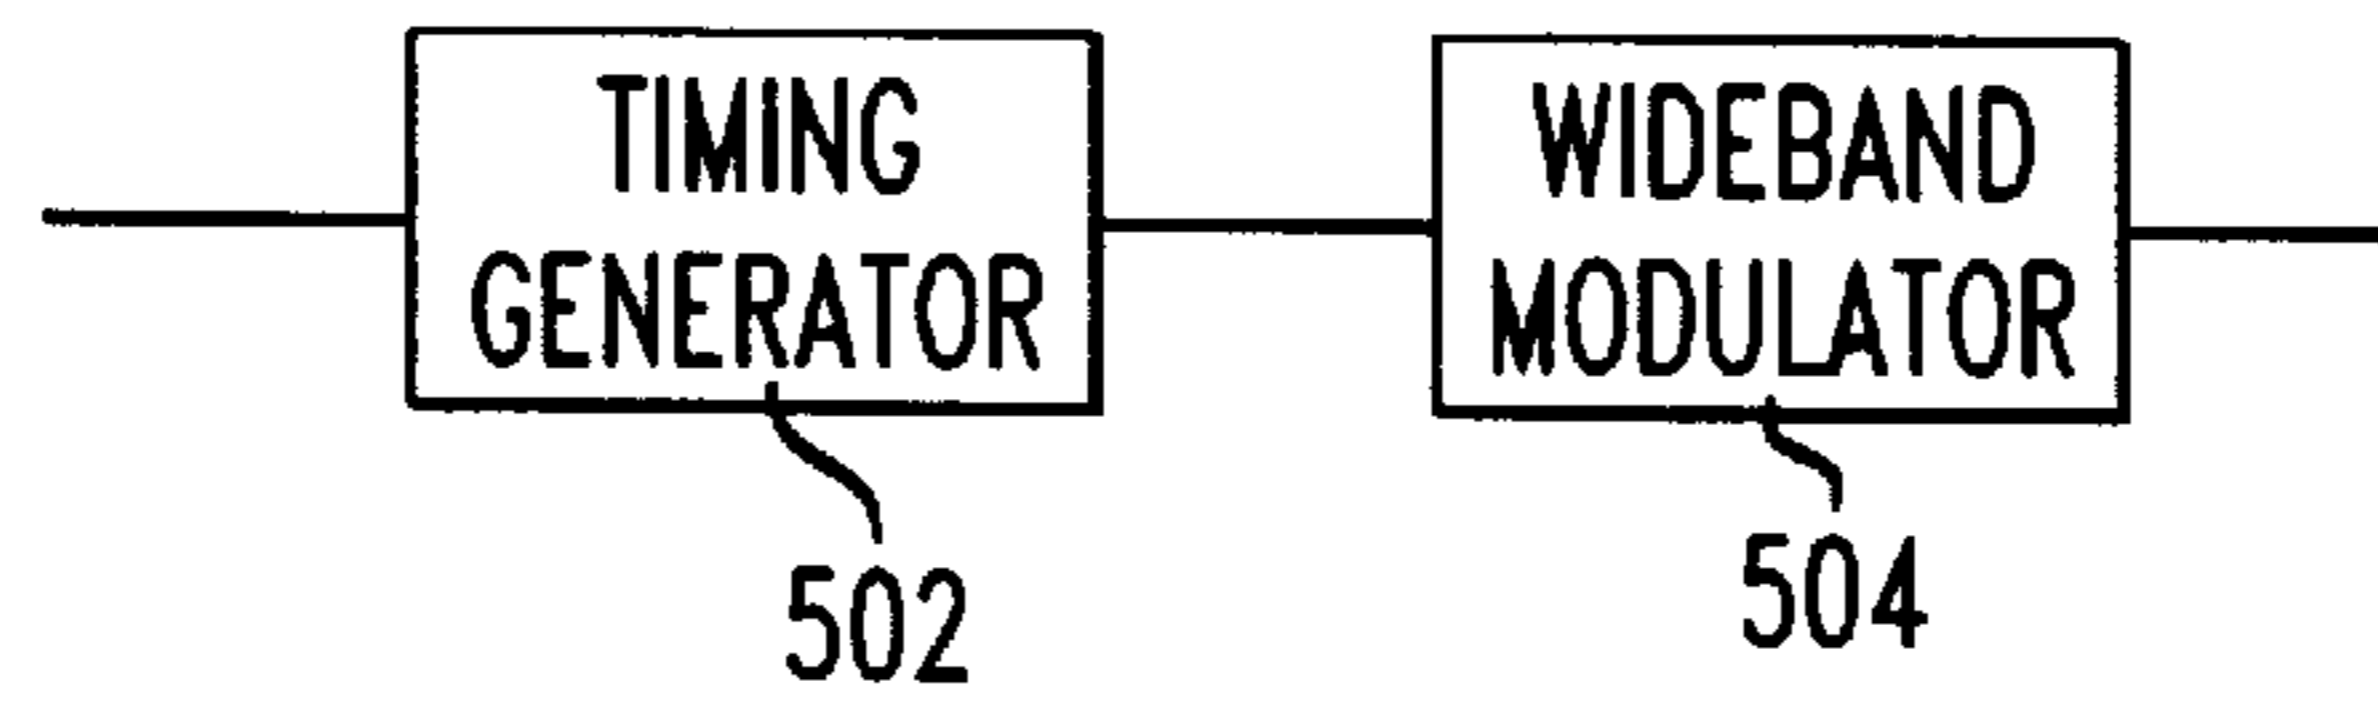 TIMING
GENERATOR
WIDEBAND
MODULATOR
502
504